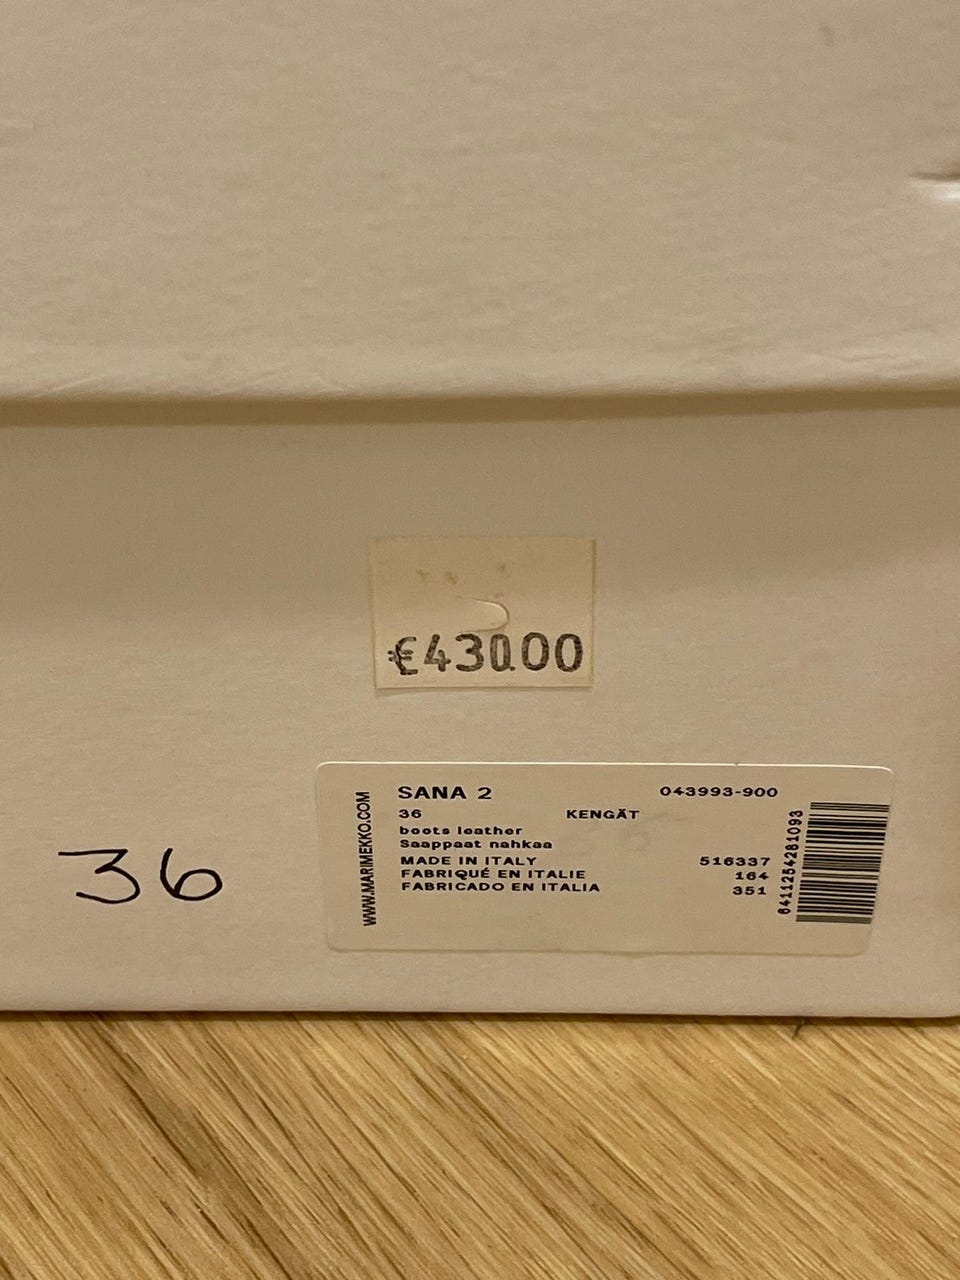 €430.00
SANA 2 043993-900
36 KENGÄT
boots leather
Saappaat nahkaa
MADE IN ITALY 516337
FABRIQUÉ EN ITALIE 164
FABRICADO EN ITALIA 351
WWW.MARIMEKKO.COM
6411254281093
36